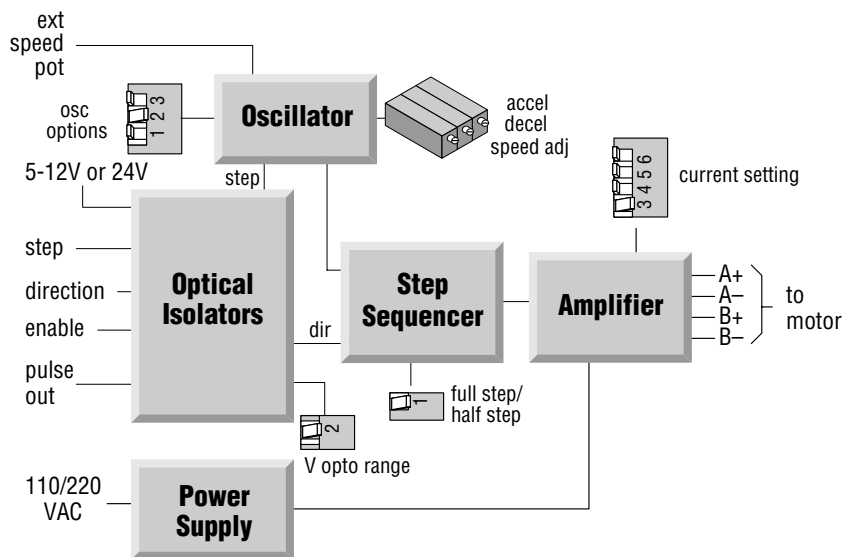 ext
speed
pot
osc
options
1 2 3
Oscillator
accel
decel
speed adj
5-12V or 24V
step
3 4 5 6
current setting
step
direction
enable
pulse
out
Optical
Isolators
dir
Step
Sequencer
Amplifier
A+
A–
B+
B–
to
motor
1
full step/
half step
2
V opto range
110/220
VAC
Power
Supply